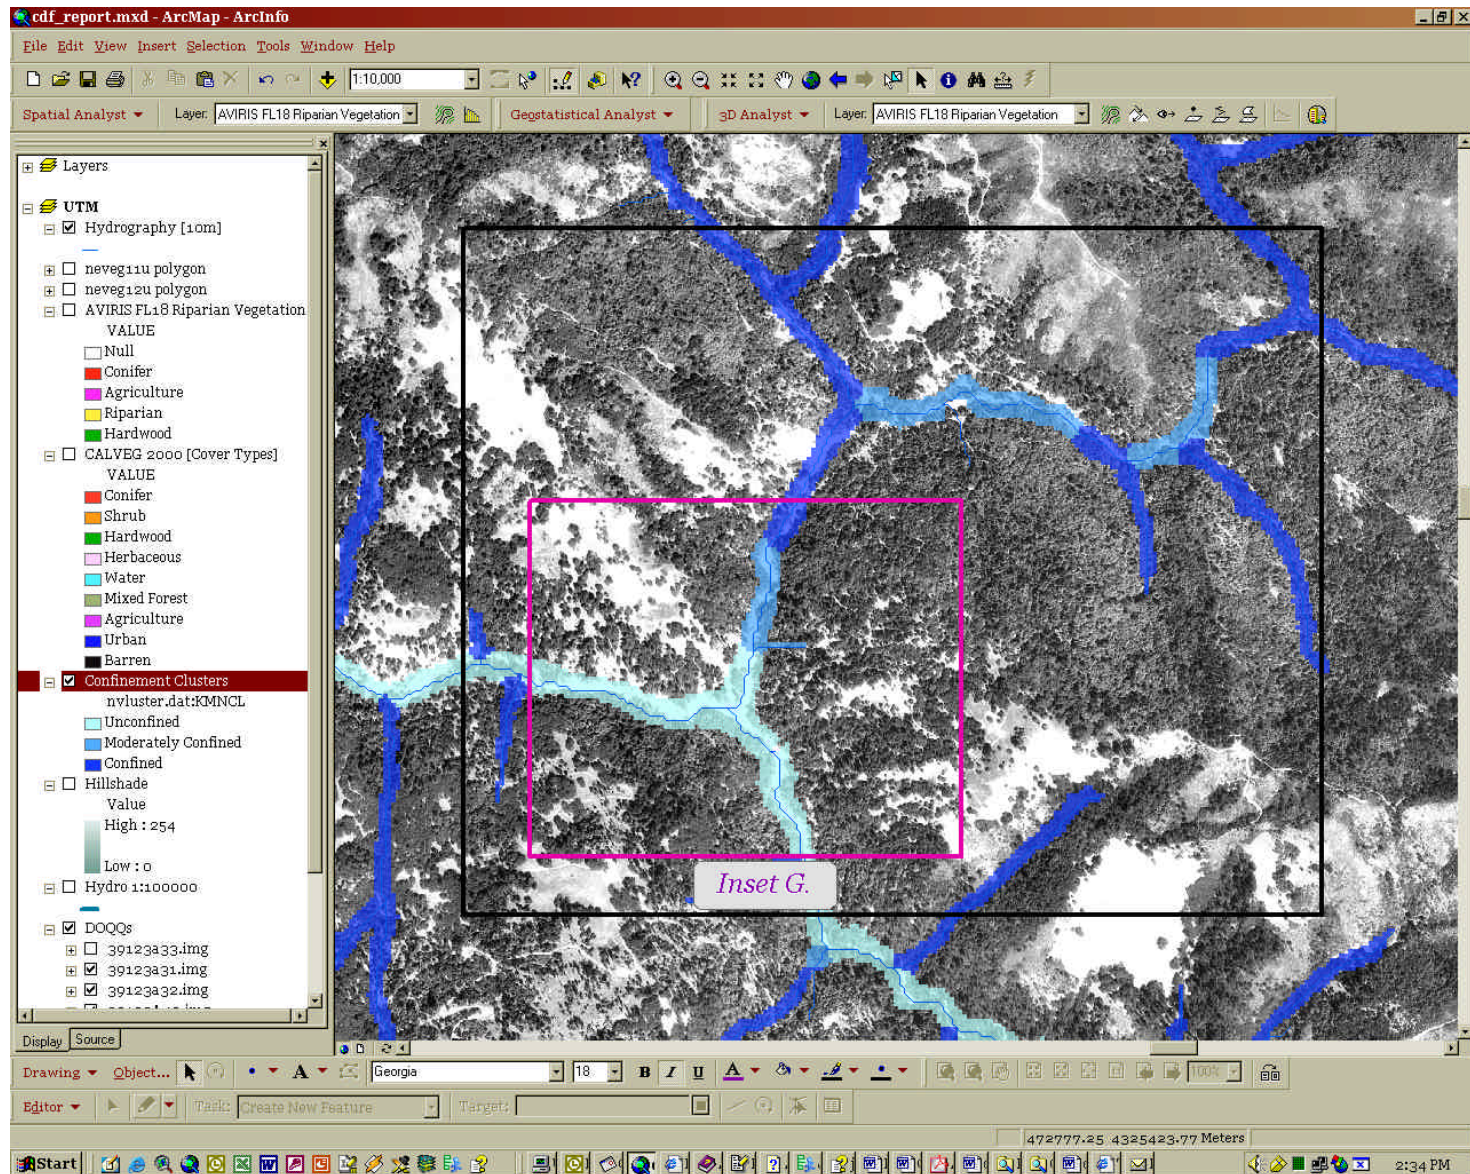 cdf_report.mxd - ArcMap - ArcInfo
File Edit View Insert Selection Tools Window Help
1:10,000
Spatial Analyst Layer: AVIRIS FL18 Riparian Vegetation Geostatistical Analyst 3D Analyst Layer: AVIRIS FL18 Riparian Vegetation
Layers
UTM
Hydrography [10m]
neveg11u polygon
neveg12u polygon
AVIRIS FL18 Riparian Vegetation
VALUE
Null
Conifer
Agriculture
Riparian
Hardwood
CALVEG 2000 [Cover Types]
VALUE
Conifer
Shrub
Hardwood
Herbaceous
Water
Mixed Forest
Agriculture
Urban
Barren
Confinement Clusters
nvluster.dat:KMNCL
Unconfined
Moderately Confined
Confined
Hillshade
Value
High : 254
Low : 0
Hydro 1:100000
DOQQs
39123a33.img
39123a31.img
39123a32.img
Inset G.
Display Source
Drawing Object... A Georgia 18 B I U A 100%
Editor Task: Create New Feature Target:
472777.25 4325423.77 Meters
Start 2:34 PM